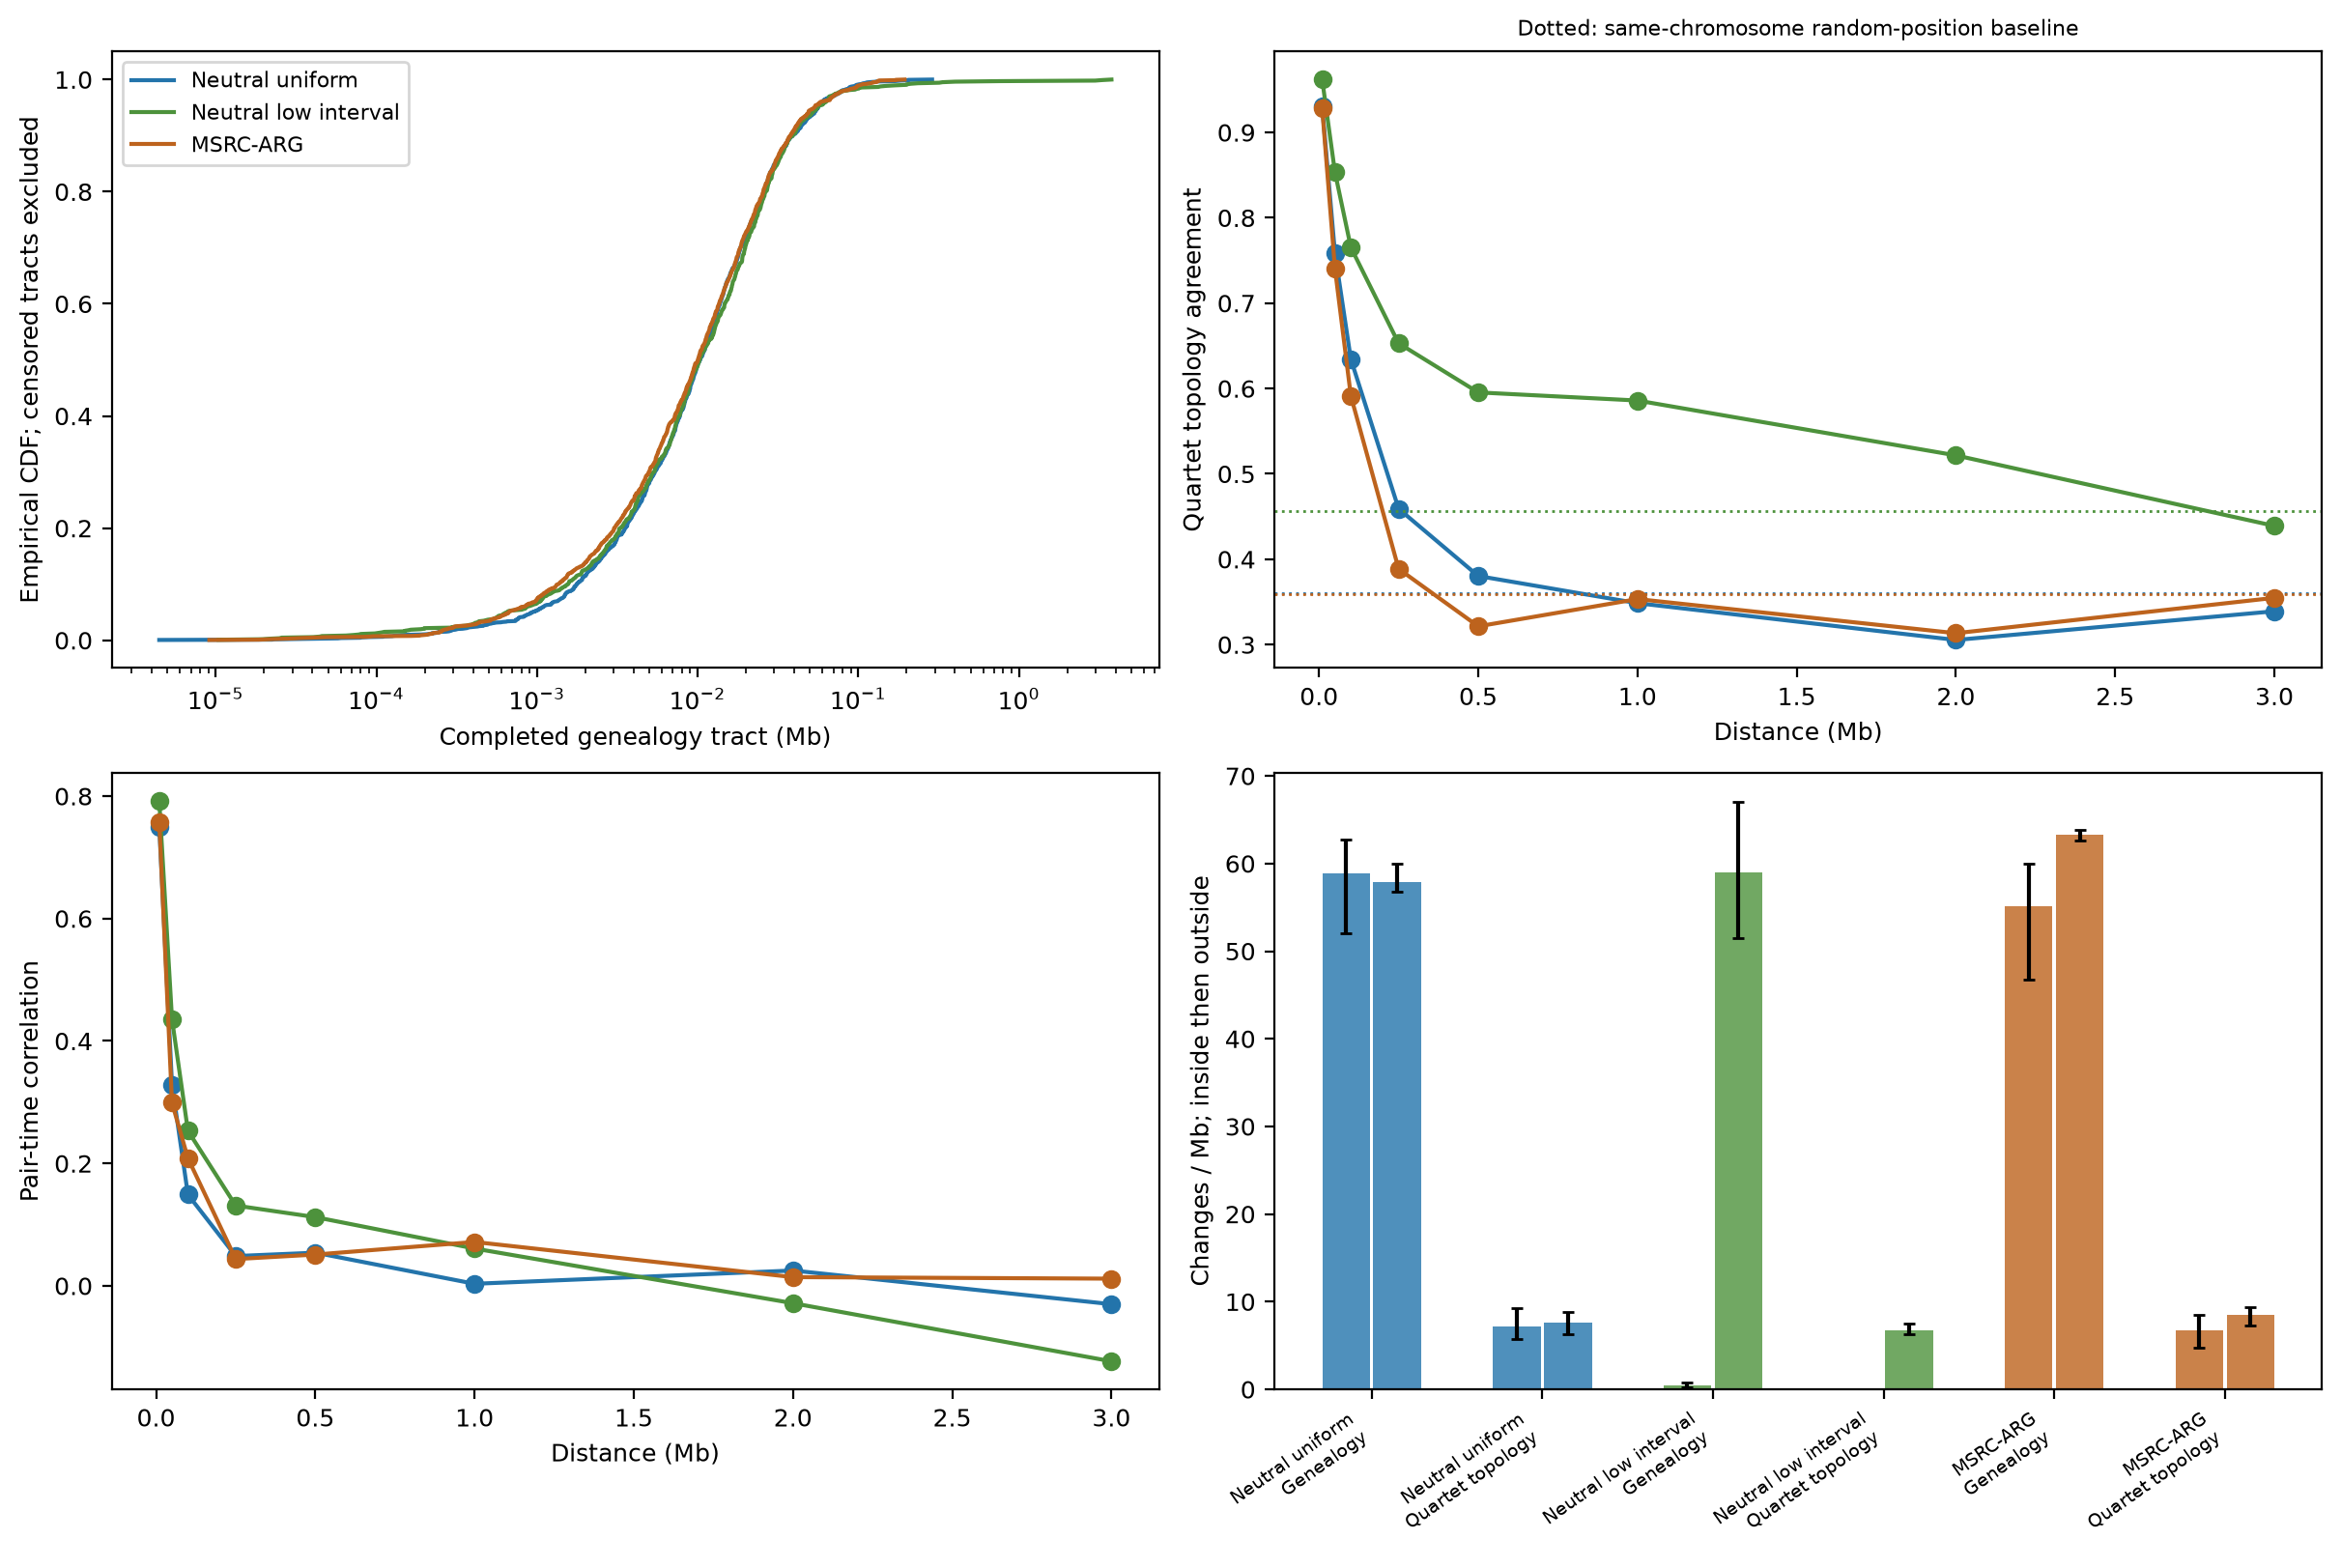 Empirical CDF; censored tracts excluded
1.0
0.8
0.6
0.4
0.2
0.0
Neutral uniform
Neutral low interval
MSRC-ARG
10⁻⁵ 10⁻⁴ 10⁻³ 10⁻² 10⁻¹ 10⁰
Completed genealogy tract (Mb)
Dotted: same-chromosome random-position baseline
Quartet topology agreement
0.9
0.8
0.7
0.6
0.5
0.4
0.3
0.0 0.5 1.0 1.5 2.0 2.5 3.0
Distance (Mb)
Pair-time correlation
0.8
0.6
0.4
0.2
0.0
0.0 0.5 1.0 1.5 2.0 2.5 3.0
Distance (Mb)
Changes / Mb; inside then outside
70
60
50
40
30
20
10
0
Neutral uniform
Genealogy
Neutral uniform
Quartet topology
Neutral low interval
Genealogy
Neutral low interval
Quartet topology
MSRC-ARG
Genealogy
MSRC-ARG
Quartet topology